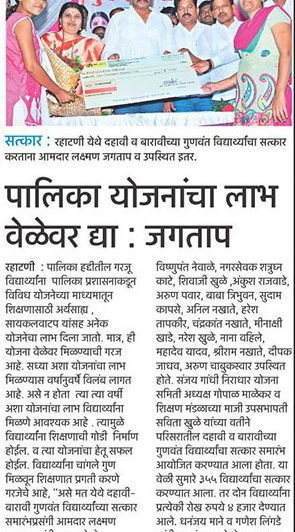 सत्कार : रहाटणी येथे दहावी व बारावीच्या गुणवंत विद्यार्थ्यांचा सत्कार
करताना आमदार लक्ष्मण जगताप व उपस्थित इतर.
पालिका योजनांचा लाभ
वेळेवर द्या : जगताप
रहाटणी : पालिका हद्दीतील गरजू
विद्यार्थ्यांना पालिका प्रशासनाकडून
विविध योजनेच्या माध्यमातून
शिक्षणासाठी अर्थसाह्य ,
सायकलवाटप यांसह अनेक
योजनेचा लाभ दिला जातो. मात्र, ही
योजना वेळेवर मिळण्याची गरज
आहे. सध्या अशा योजनांचा लाभ
मिळण्यास वर्षानुवर्षे विलंब लागत
आहे. असे न होता त्या त्या वर्षी
अशा योजनांचा लाभ विद्यार्थ्यांना
मिळणे आवश्यक आहे . त्यामुळे
विद्यार्थ्यांना शिक्षणाची गोडी निर्माण
होईल. व त्या योजनांचा हेतू सफल
होईल. विद्यार्थ्यांना चांगले गुण
मिळवून शिक्षणात प्रगती करणे
गरजेचे आहे, ''असे मत येथे दहावी-
बारावी गुणवंत विद्यार्थ्यांच्या सत्कार
समारंभप्रसंगी आमदार लक्ष्मण
विष्णुपंत नेवाळे, नगरसेवक शत्रुघ्न
काटे, शिवाजी खुळे ,अंकुश राजवाडे,
अरुण पवार, बाबा त्रिभुवन, सुदाम
कापसे, अनिल नखाते, हरेश
तापकीर, चंद्रकांत नखाते, मीनाक्षी
खाडे, नरेश खुळे, नाना वहिले,
महादेव यादव, श्रीराम नखाते, दीपक
जाधव, अरुण चाबुकस्वार उपस्थित
होते. संजय गांधी निराधार योजना
समिती अध्यक्ष गोपाळ माळेकर व
शिक्षण मंडळाच्या माजी उपसभापती
सविता खुळे यांच्या वतीने
परिसरातील दहावी व बारावीच्या
गुणवंत विद्यार्थ्यांचा सत्कार समारंभ
आयोजित करण्यात आला होता. या
वेळी सुमारे ३५५ विद्यार्थ्यांचा सत्कार
करण्यात आला. तर दोन विद्यार्थ्यांना
प्रत्येकी रोख रुपये ४ हजार देण्यात
आला. धनंजय माने व गणेश लिंगडे